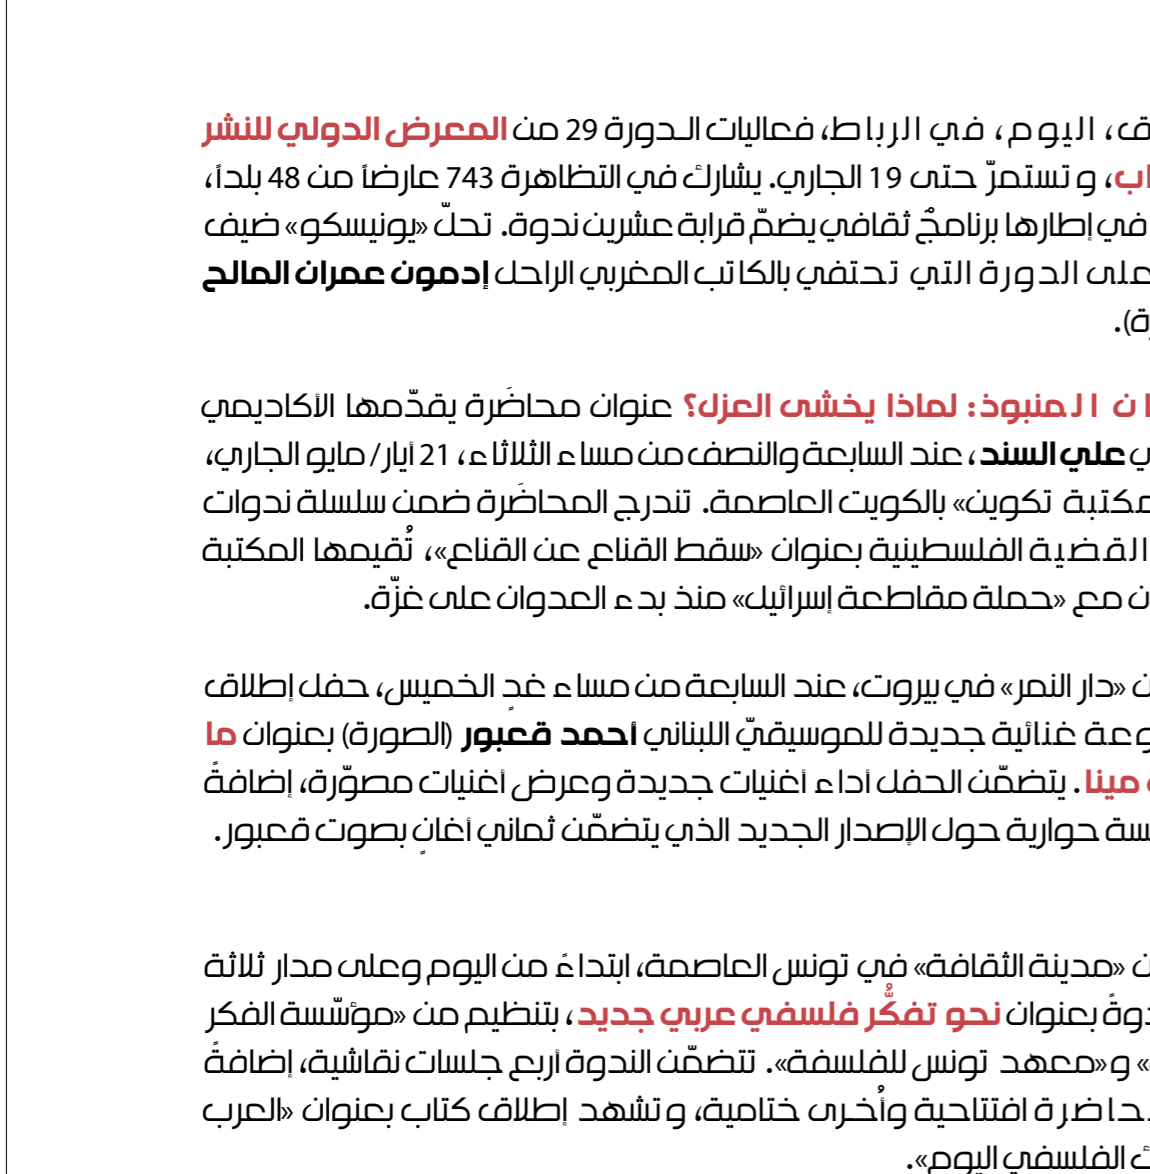 ، اليوم، في الرباط، فعاليات الدورة 29 من المعرض الدولي للنشر
، وتستمرّ حتى 19 الجاري. يشارك في التظاهرة 743 عارضاً من 48 بلداً،
في إطارها برنامجٌ ثقافي يضمّ قرابة عشرين ندوة. تحلّ «يونيسكو» ضيف
على الدورة التي تحتفي بالكاتب المغربي الراحل إدمون عمران المالح
ة).
ان المنبوذ: لماذا يخشى العزل؟ عنوان محاضَرة يقدّمها الأكاديمي
ي علي السند، عند السابعة والنصف من مساء الثلاثاء، 21 أيار/ مايو الجاري،
مكتبة تكوين» بالكويت العاصمة. تندرج المحاضَرة ضمن سلسلة ندوات
القضية الفلسطينية بعنوان «سقط القناع عن القناع»، تُقيمها المكتبة
ن مع «حملة مقاطعة إسرائيل» منذ بدء العدوان على غزّة.
ن «دار النمر» في بيروت، عند السابعة من مساء غدٍ الخميس، حفل إطلاق
وعة غنائية جديدة للموسيقيّ اللبناني أحمد قعبور (الصورة) بعنوان ما
مينا. يتضمّن الحفل أداء أغنيات جديدة وعرض أغنيات مصوّرة، إضافةً
سة حوارية حول الإصدار الجديد الذي يتضمّن ثماني أغانٍ بصوت قعبور.
ن «مدينة الثقافة» في تونس العاصمة، ابتداءً من اليوم وعلى مدار ثلاثة
دوةً بعنوان نحو تفكُّر فلسفي عربي جديد، بتنظيم من «مؤسّسة الفكر
» و«معهد تونس للفلسفة». تتضمّن الندوة أربع جلسات نقاشية، إضافةً
حاضرة افتتاحية وأُخرى ختامية، وتشهد إطلاق كتاب بعنوان «العرب
الفلسفي اليوم».